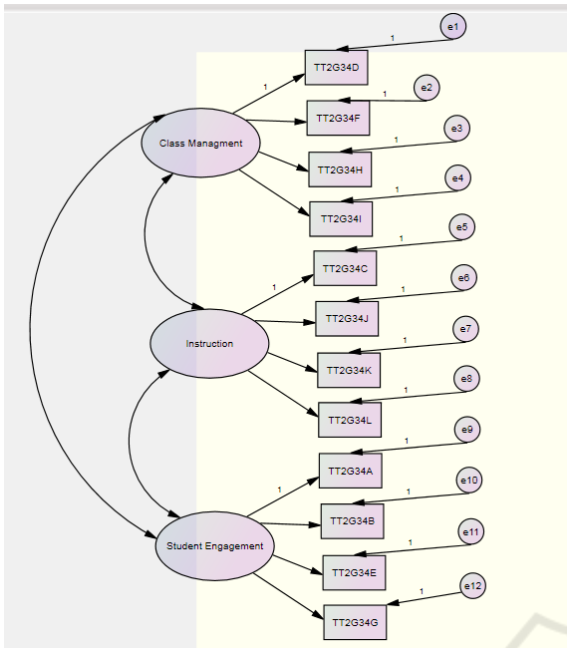 e1
1
TT2G34D
1
e2
1
TT2G34F
Class Managment
e3
1
TT2G34H
e4
1
TT2G34I
e5
1
TT2G34C
1
e6
1
TT2G34J
Instruction
e7
1
TT2G34K
e8
1
TT2G34L
e9
1
TT2G34A
1
e10
1
TT2G34B
Student Engagement
e11
1
TT2G34E
e12
1
TT2G34G